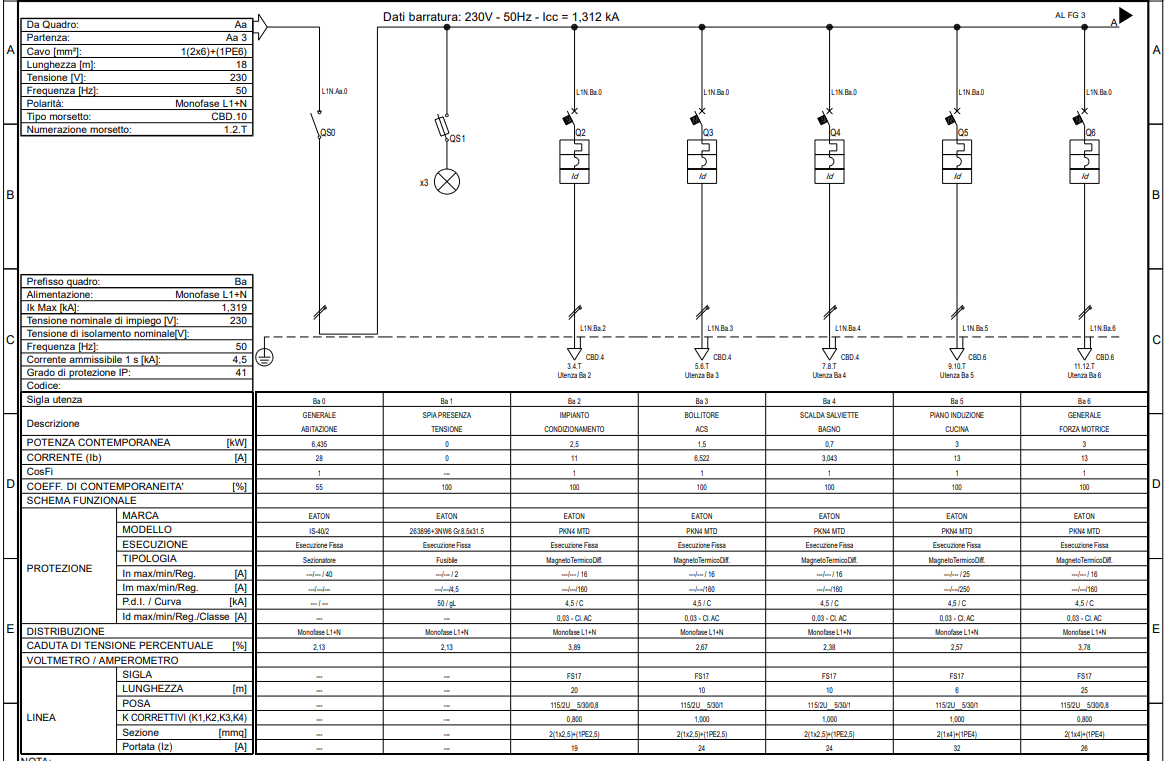 Dati barratura: 230V - 50Hz - Icc = 1,312 kA
AL FG 3
A
Da Quadro: Aa
Partenza: Aa 3
Cavo [mm²]: 1(2x6)+(1PE6)
Lunghezza [m]: 18
Tensione [V]: 230
Frequenza [Hz]: 50
Polarità: Monofase L1+N
Tipo morsetto: CBD.10
Numerazione morsetto: 1.2.T
A A
L1N.Aa.0 L1N.Ba.0 L1N.Ba.0 L1N.Ba.0 L1N.Ba.0 L1N.Ba.0
QS0 QS1 Q2 Q3 Q4 Q5 Q6
x3 Id Id Id Id Id
B B
Prefisso quadro: Ba
Alimentazione: Monofase L1+N
Ik Max [kA]: 1,319
Tensione nominale di impiego [V]: 230
Tensione di isolamento nominale[V]:
Frequenza [Hz]: 50
Corrente ammissibile 1 s [kA]: 4,5
Grado di protezione IP: 41
Codice:
C C
L1N.Ba.2 L1N.Ba.3 L1N.Ba.4 L1N.Ba.5 L1N.Ba.6
CBD.4 CBD.4 CBD.4 CBD.6 CBD.6
3.4.T 5.6.T 7.8.T 9.10.T 11.12.T
Utenza Ba 2 Utenza Ba 3 Utenza Ba 4 Utenza Ba 5 Utenza Ba 6
Sigla utenza Ba 0 Ba 1 Ba 2 Ba 3 Ba 4 Ba 5 Ba 6
Descrizione
GENERALE SPIA PRESENZA IMPIANTO BOLLITORE SCALDA SALVIETTE PIANO INDUZIONE GENERALE
ABITAZIONE TENSIONE CONDIZIONAMENTO ACS BAGNO CUCINA FORZA MOTRICE
POTENZA CONTEMPORANEA [kW] 6,435 0 2,5 1,5 0,7 3 3
CORRENTE (Ib) [A] 28 0 11 6,522 3,043 13 13
CosFi 1 --- 1 1 1 1 1
COEFF. DI CONTEMPORANEITA' [%] 55 100 100 100 100 100 100
D D
SCHEMA FUNZIONALE
PROTEZIONE
MARCA EATON EATON EATON EATON EATON EATON EATON
MODELLO IS-40/2 263896+3NW6 Gr.8.5x31.5 PKN4 MTD PKN4 MTD PKN4 MTD PKN4 MTD PKN4 MTD
ESECUZIONE Esecuzione Fissa Esecuzione Fissa Esecuzione Fissa Esecuzione Fissa Esecuzione Fissa Esecuzione Fissa Esecuzione Fissa
TIPOLOGIA Sezionatore Fusibile MagnetoTermicoDiff. MagnetoTermicoDiff. MagnetoTermicoDiff. MagnetoTermicoDiff. MagnetoTermicoDiff.
In max/min/Reg. [A] ---/--- / 40 ---/--- / 2 ---/--- / 16 ---/--- / 16 ---/--- / 16 ---/--- / 25 ---/--- / 16
Im max/min/Reg. [A] ---/---/--- ---/---/4,5 ---/---/160 ---/---/160 ---/---/160 ---/---/250 ---/---/160
P.d.I. / Curva [kA] --- / --- 50 / gL 4,5 / C 4,5 / C 4,5 / C 4,5 / C 4,5 / C
Id max/min/Reg./Classe [A] --- --- 0,03 - Cl. AC 0,03 - Cl. AC 0,03 - Cl. AC 0,03 - Cl. AC 0,03 - Cl. AC
E E
DISTRIBUZIONE Monofase L1+N Monofase L1+N Monofase L1+N Monofase L1+N Monofase L1+N Monofase L1+N Monofase L1+N
CADUTA DI TENSIONE PERCENTUALE [%] 2,13 2,13 3,89 2,67 2,38 2,57 3,78
VOLTMETRO / AMPEROMETRO
LINEA
SIGLA --- --- FS17 FS17 FS17 FS17 FS17
LUNGHEZZA [m] --- --- 20 10 10 6 25
POSA --- --- 115/2U__5/30/0,8 115/2U__5/30/1 115/2U__5/30/1 115/2U__5/30/1 115/2U__5/30/0,8
K CORRETTIVI (K1,K2,K3,K4) --- --- 0,800 1,000 1,000 1,000 0,800
Sezione [mmq] --- --- 2(1x2,5)+(1PE2,5) 2(1x2,5)+(1PE2,5) 2(1x2,5)+(1PE2,5) 2(1x4)+(1PE4) 2(1x4)+(1PE4)
Portata (Iz) [A] --- --- 19 24 24 32 26
NOTA: